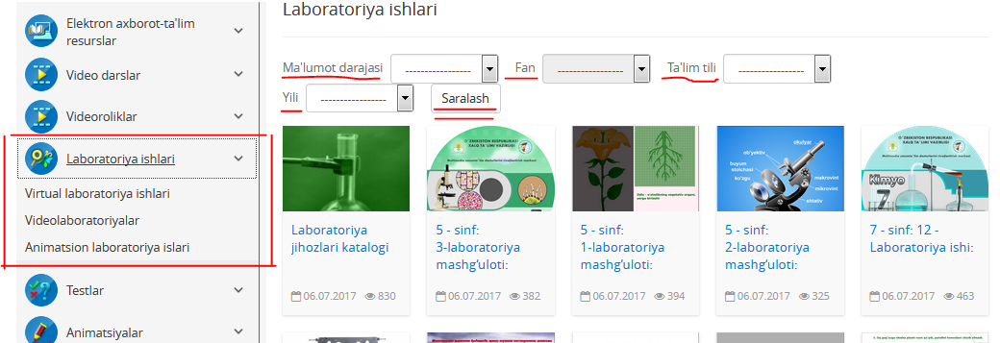 Elektron axborot-ta'lim
resurslar
Video darslar
Videoroliklar
Laboratoriya ishlari
Virtual laboratoriya ishlari
Videolaboratoriyalar
Animatsion laboratoriya islari
Testlar
Animatsiyalar
Laboratoriya ishlari
Ma'lumot darajasi -----------------
Fan -----------------
Ta'lim tili -----------------
Yili -----------------
Saralash
Laboratoriya
jihozlari katalogi
06.07.2017 830
O'ZBEKISTON RESPUBLIKASI
XALQ TA'LIMI VAZIRLIGI
5 - sinf:
3-laboratoriya
mashg'uloti:
06.07.2017 382
5 - sinf:
1-laboratoriya
mashg'uloti:
06.07.2017 394
okulyar
ob'yektiv
buyum
stolchasi
ko'zgu
makrovint
mikrovint
shtativ
5 - sinf:
2-laboratoriya
mashg'uloti:
06.07.2017 325
O'ZBEKISTON RESPUBLIKASI
XALQ TA'LIMI VAZIRLIGI
Kimyo
7
7 - sinf: 12 -
Laboratoriya ishi:
06.07.2017 463